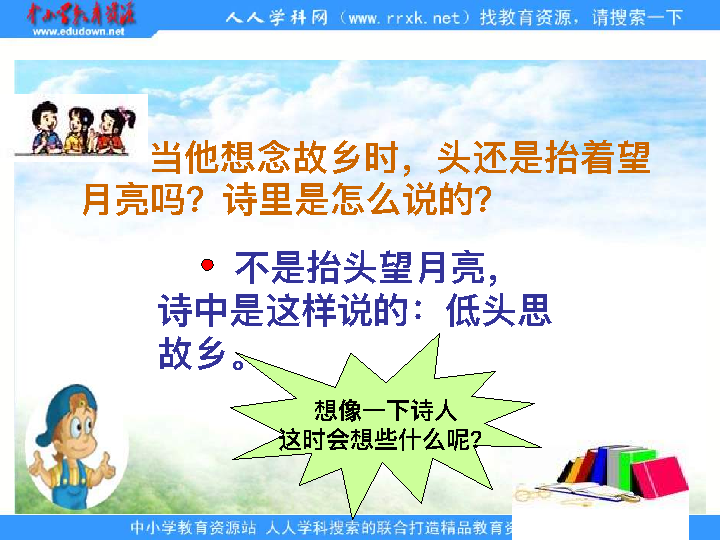 中小学教育资源
www.edudown.net
人人学科网（www.rrxk.net）找教育资源，请搜索一下
当他想念故乡时，头还是抬着望
月亮吗？诗里是怎么说的？
不是抬头望月亮，
诗中是这样说的：低头思
故乡。
想像一下诗人
这时会想些什么呢？
中小学教育资源站 人人学科搜索的联合打造精品教育资